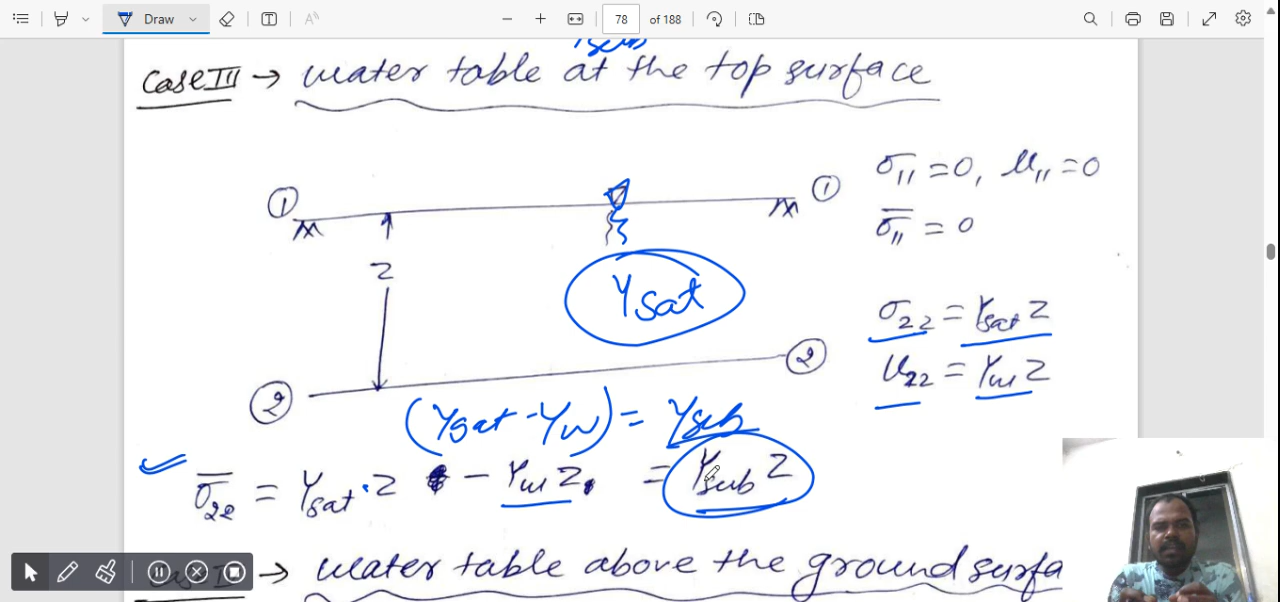 Draw
78 of 188
γsub
Case III → water table at the top surface
① ①
σ₁₁ = 0, μ₁₁ = 0
σ̅₁₁ = 0
Z
γsat
σ₂₂ = γsat Z
U₂₂ = γw Z
② ②
(γsat - γw) = γsub
σ̅₂₂ = γsat · Z - γw Z. = γsub Z
→ water table above the ground surfa